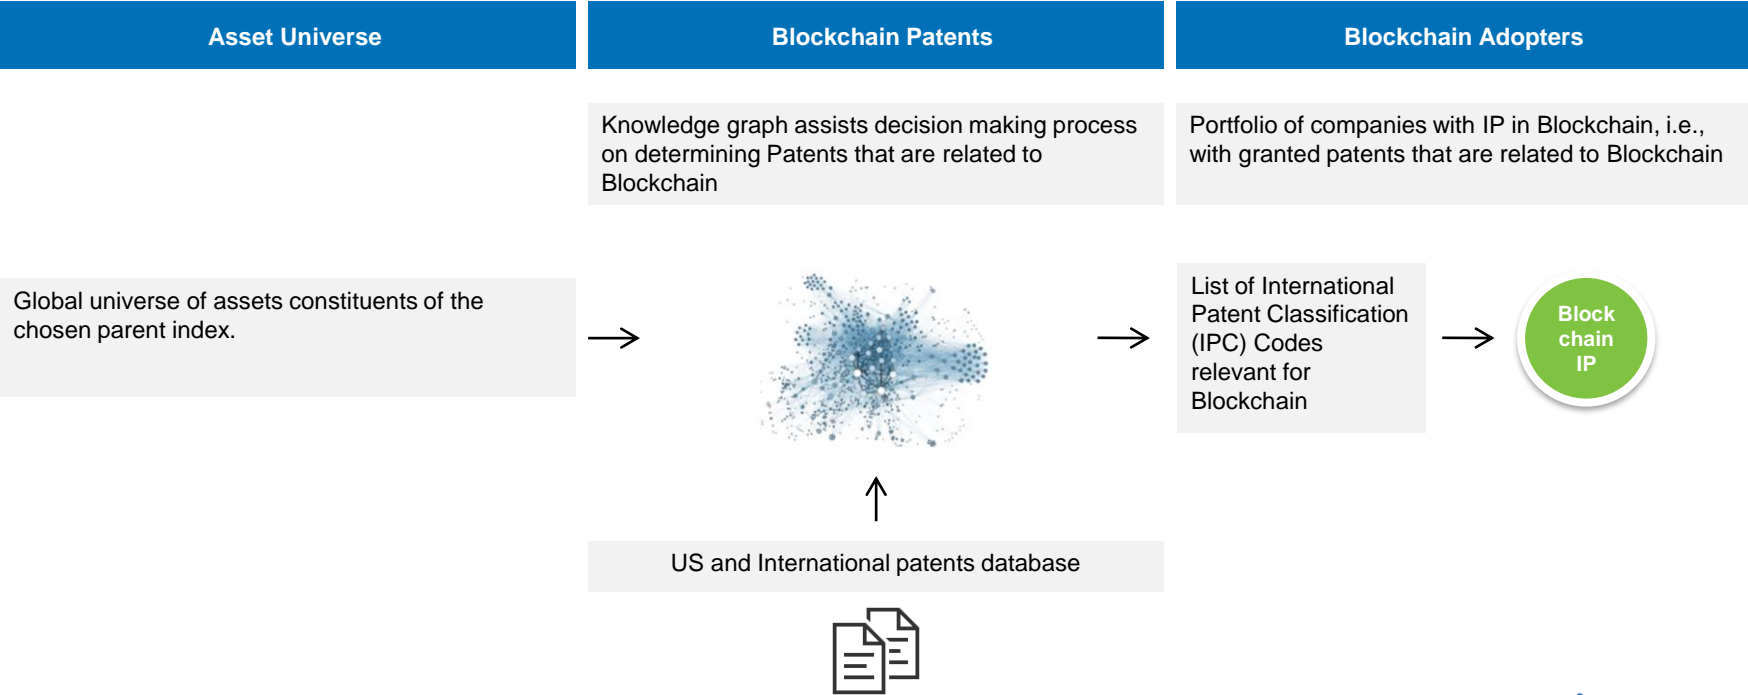 Asset Universe
Blockchain Patents
Blockchain Adopters
Knowledge graph assists decision making process
on determining Patents that are related to
Blockchain
Portfolio of companies with IP in Blockchain, i.e.,
with granted patents that are related to Blockchain
Global universe of assets constituents of the
chosen parent index.
List of International
Patent Classification
(IPC) Codes
relevant for
Blockchain
Block
chain
IP
US and International patents database